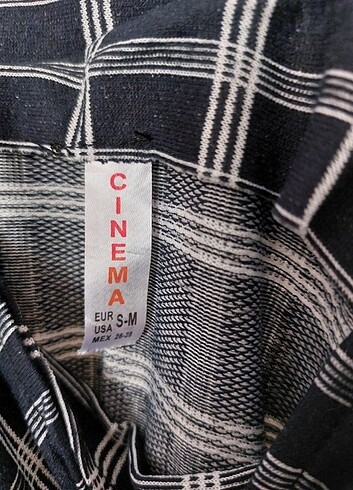 CINEMA
EUR
USA S-M
MEX 26-28